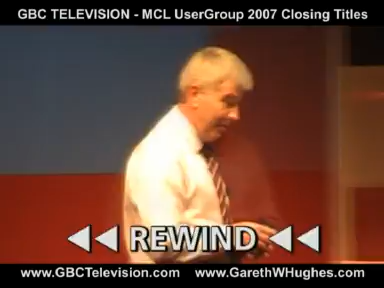 GBC TELEVISION - MCL UserGroup 2007 Closing Titles
REWIND
www.GBCTelevision.com www.GarethWHughes.com